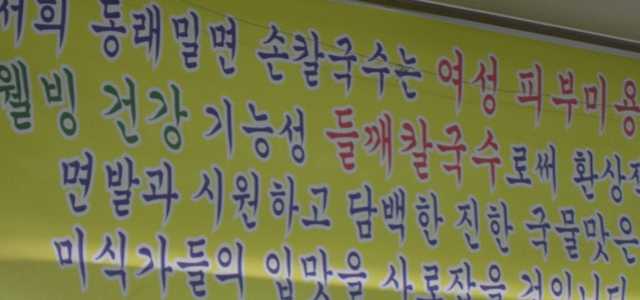 저희 동래밀면 손칼국수는 여성 피부미용
웰빙 건강 기능성 들깨칼국수로써 환상적
면발과 시원하고 담백한 진한 국물맛은
미식가들의 입맛을 사로잡을 것입니다